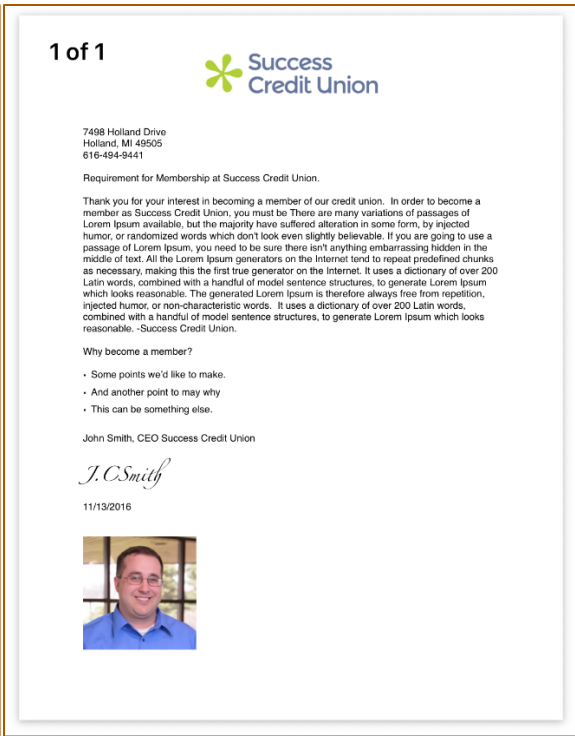 1 of 1
Success
Credit Union
7498 Holland Drive
Holland, MI 49505
616-494-9441
Requirement for Membership at Success Credit Union.
Thank you for your interest in becoming a member of our credit union.  In order to become a
member as Success Credit Union, you must be There are many variations of passages of
Lorem Ipsum available, but the majority have suffered alteration in some form, by injected
humor, or randomized words which don't look even slightly believable. If you are going to use a
passage of Lorem Ipsum, you need to be sure there isn't anything embarrassing hidden in the
middle of text. All the Lorem Ipsum generators on the Internet tend to repeat predefined chunks
as necessary, making this the first true generator on the Internet. It uses a dictionary of over 200
Latin words, combined with a handful of model sentence structures, to generate Lorem Ipsum
which looks reasonable. The generated Lorem Ipsum is therefore always free from repetition,
injected humor, or non-characteristic words.  It uses a dictionary of over 200 Latin words,
combined with a handful of model sentence structures, to generate Lorem Ipsum which looks
reasonable. -Success Credit Union.
Why become a member?
• Some points we'd like to make.
• And another point to may why
• This can be something else.
John Smith, CEO Success Credit Union
J. C Smith
11/13/2016